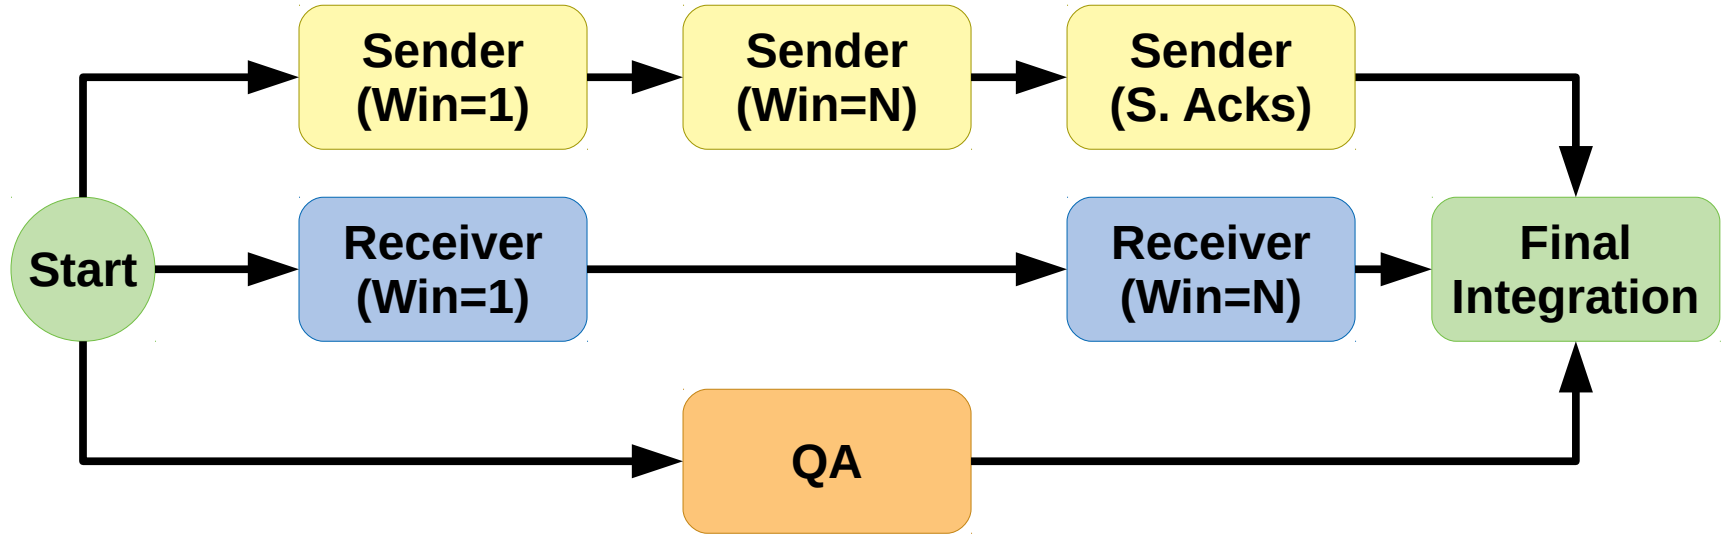 Sender
(Win=1)
Sender
(Win=N)
Sender
(S. Acks)
Start
Receiver
(Win=1)
Receiver
(Win=N)
Final
Integration
QA